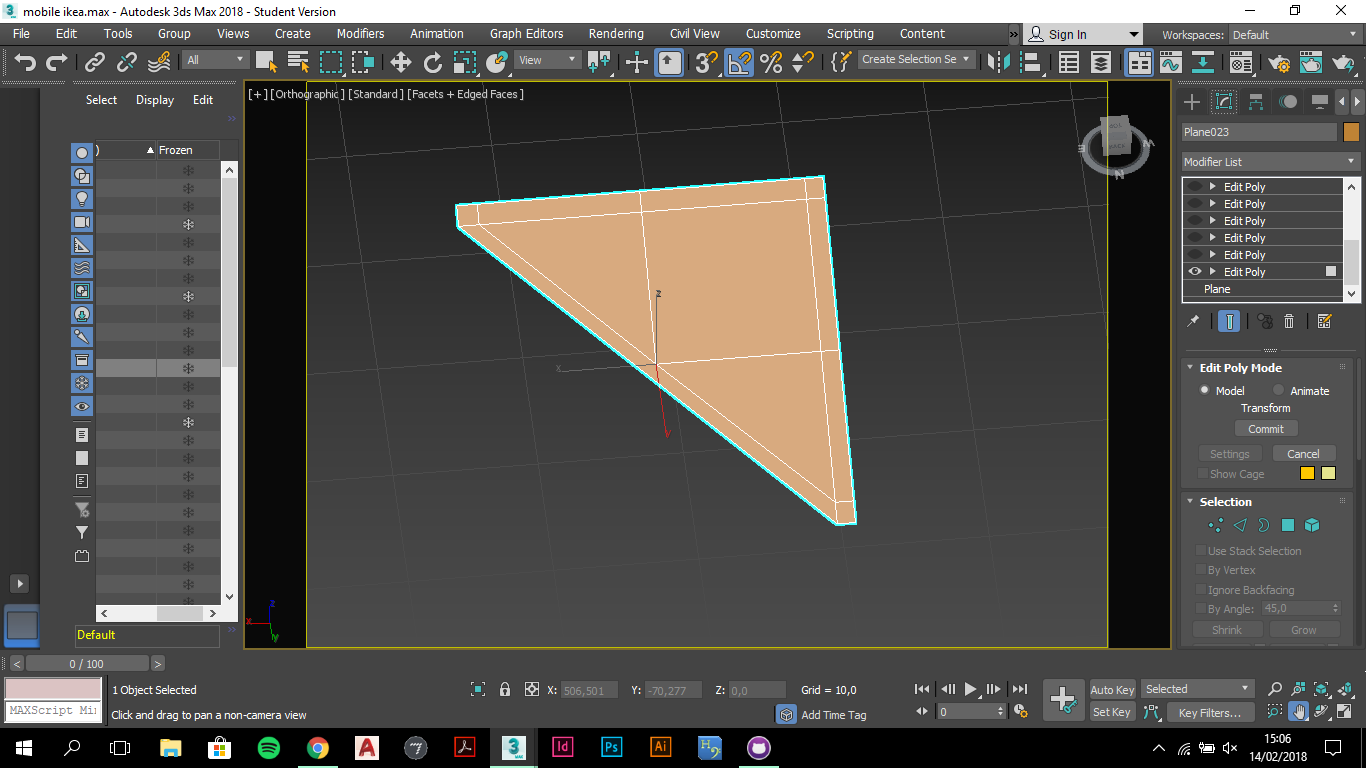 mobile ikea.max - Autodesk 3ds Max 2018 - Student Version
File Edit Tools Group Views Create Modifiers Animation Graph Editors Rendering Civil View Customize Scripting Content » Sign In Workspaces: Default
All View Create Selection Se
Select Display Edit
) Frozen
[+] [Orthographic] [Standard] [Facets + Edged Faces]
E W N
z
x
y
z
x
y
Default
Plane023
Modifier List
Edit Poly
Edit Poly
Edit Poly
Edit Poly
Edit Poly
Edit Poly
Plane
Edit Poly Mode
Model Animate
Transform
Commit
Settings Cancel
Show Cage
Selection
Use Stack Selection
By Vertex
Ignore Backfacing
By Angle: 45,0
Shrink Grow
< 0 / 100 >
1 Object Selected X: 506,501 Y: -70,277 Z: 0,0 Grid = 10,0 Auto Key Selected
MAXScript Mi Click and drag to pan a non-camera view Add Time Tag 0 Set Key Key Filters...
15:06
14/02/2018